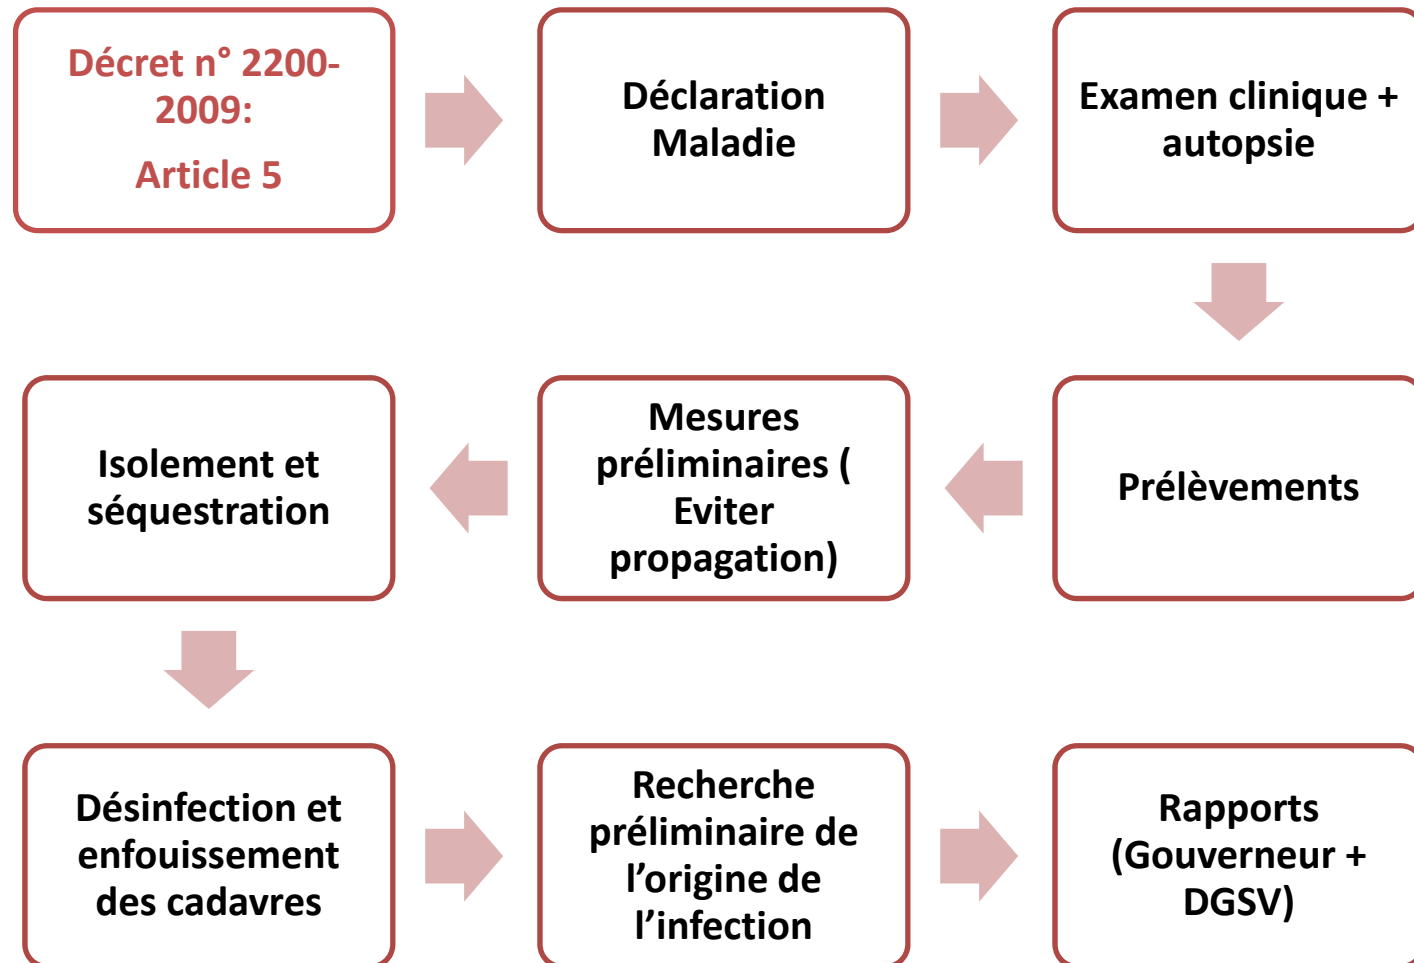 Décret n° 2200-
2009:
Article 5
Déclaration
Maladie
Examen clinique +
autopsie
Prélèvements
Mesures
préliminaires (
Eviter
propagation)
Isolement et
séquestration
Désinfection et
enfouissement
des cadavres
Recherche
préliminaire de
l’origine de
l’infection
Rapports
(Gouverneur +
DGSV)